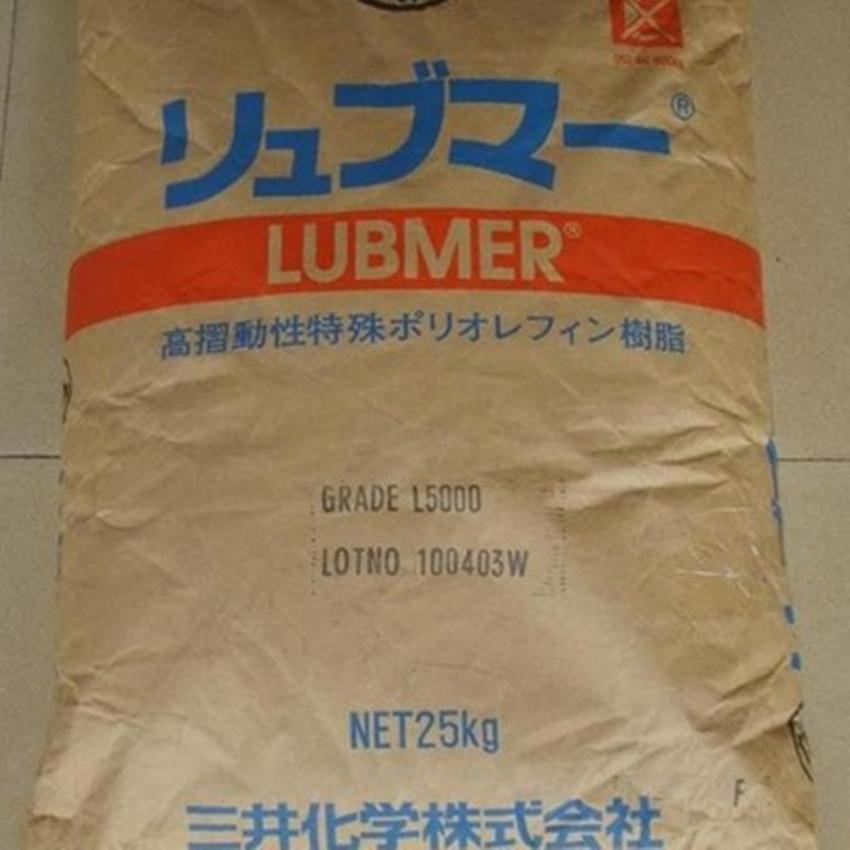 リュブマー®
LUBMER®
高摺動性特殊ポリオレフィン樹脂
GRADE L5000
LOTNO 100403W
NET25kg
F
三井化学株式会社